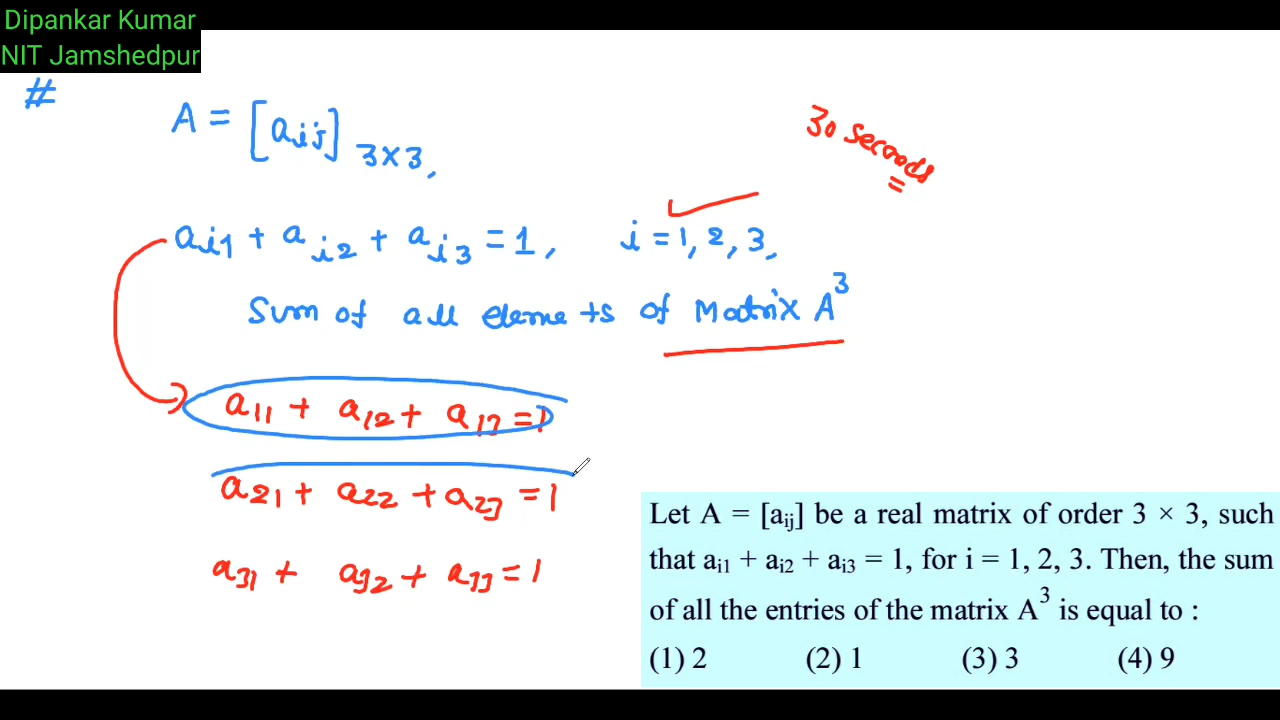 Dipankar Kumar
NIT Jamshedpur
#
A = [aij] 3×3,
30 seconds
ai1 + ai2 + ai3 = 1, i = 1, 2, 3,
Sum of all eleme ts of Matrix A³
a11 + a12 + a13 = 1
a21 + a22 + a23 = 1
a31 + a32 + a33 = 1
Let A = [aij] be a real matrix of order 3 × 3, such
that ai1 + ai2 + ai3 = 1, for i = 1, 2, 3. Then, the sum
of all the entries of the matrix A³ is equal to :
(1) 2 (2) 1 (3) 3 (4) 9